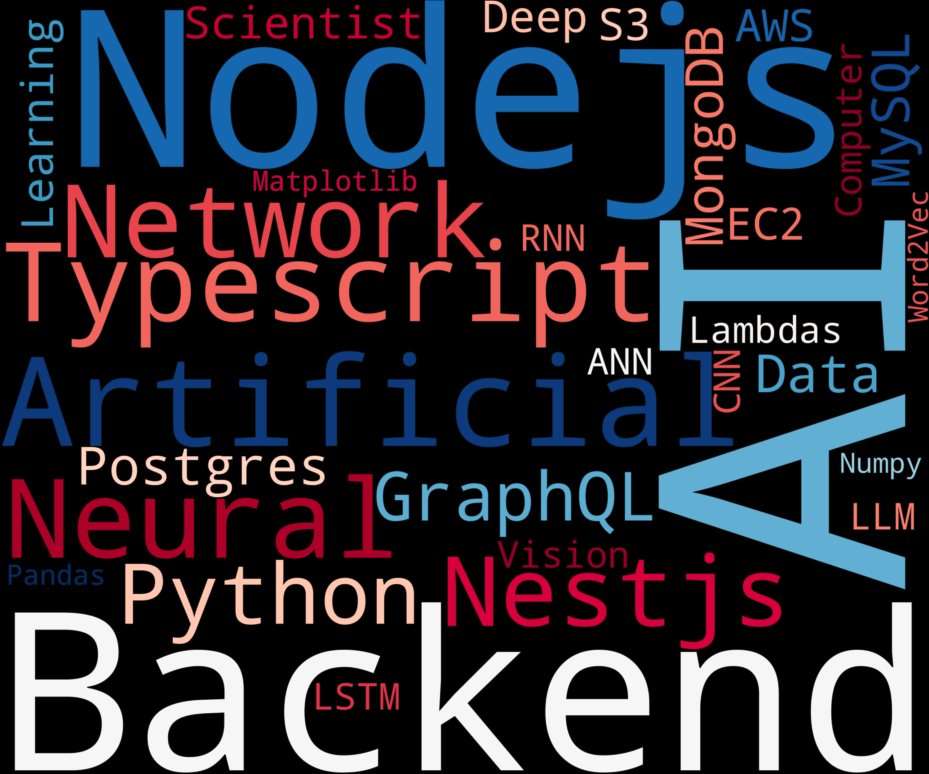 Learning
Scientist
Deep
S3
AWS
Nodejs
MongoDB
Computer
MySQL
Matplotlib
Network
RNN
EC2
Word2Vec
Typescript
AI
Lambdas
ANN
CNN
Data
Artificial
Postgres
GraphQL
Numpy
Neural
LLM
Vision
Pandas
Python
Nestjs
Backend
LSTM